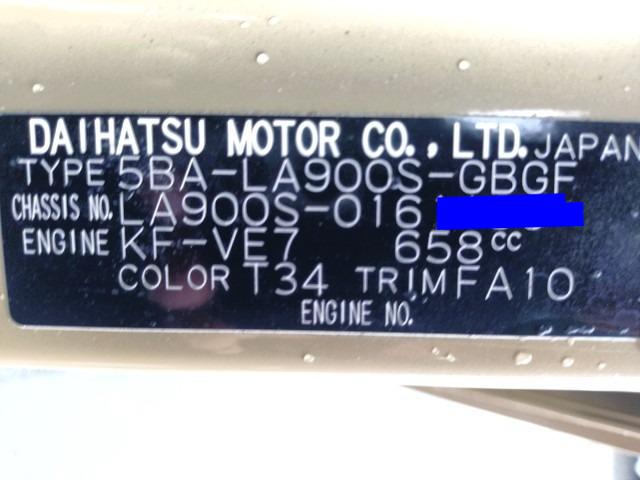 DAIHATSU MOTOR CO., LTD. JAPAN
TYPE 5BA-LA900S-GBGF
CHASSIS NO. LA900S-016
ENGINE KF-VE7 658cc
COLOR T34 TRIM FA10
ENGINE NO.